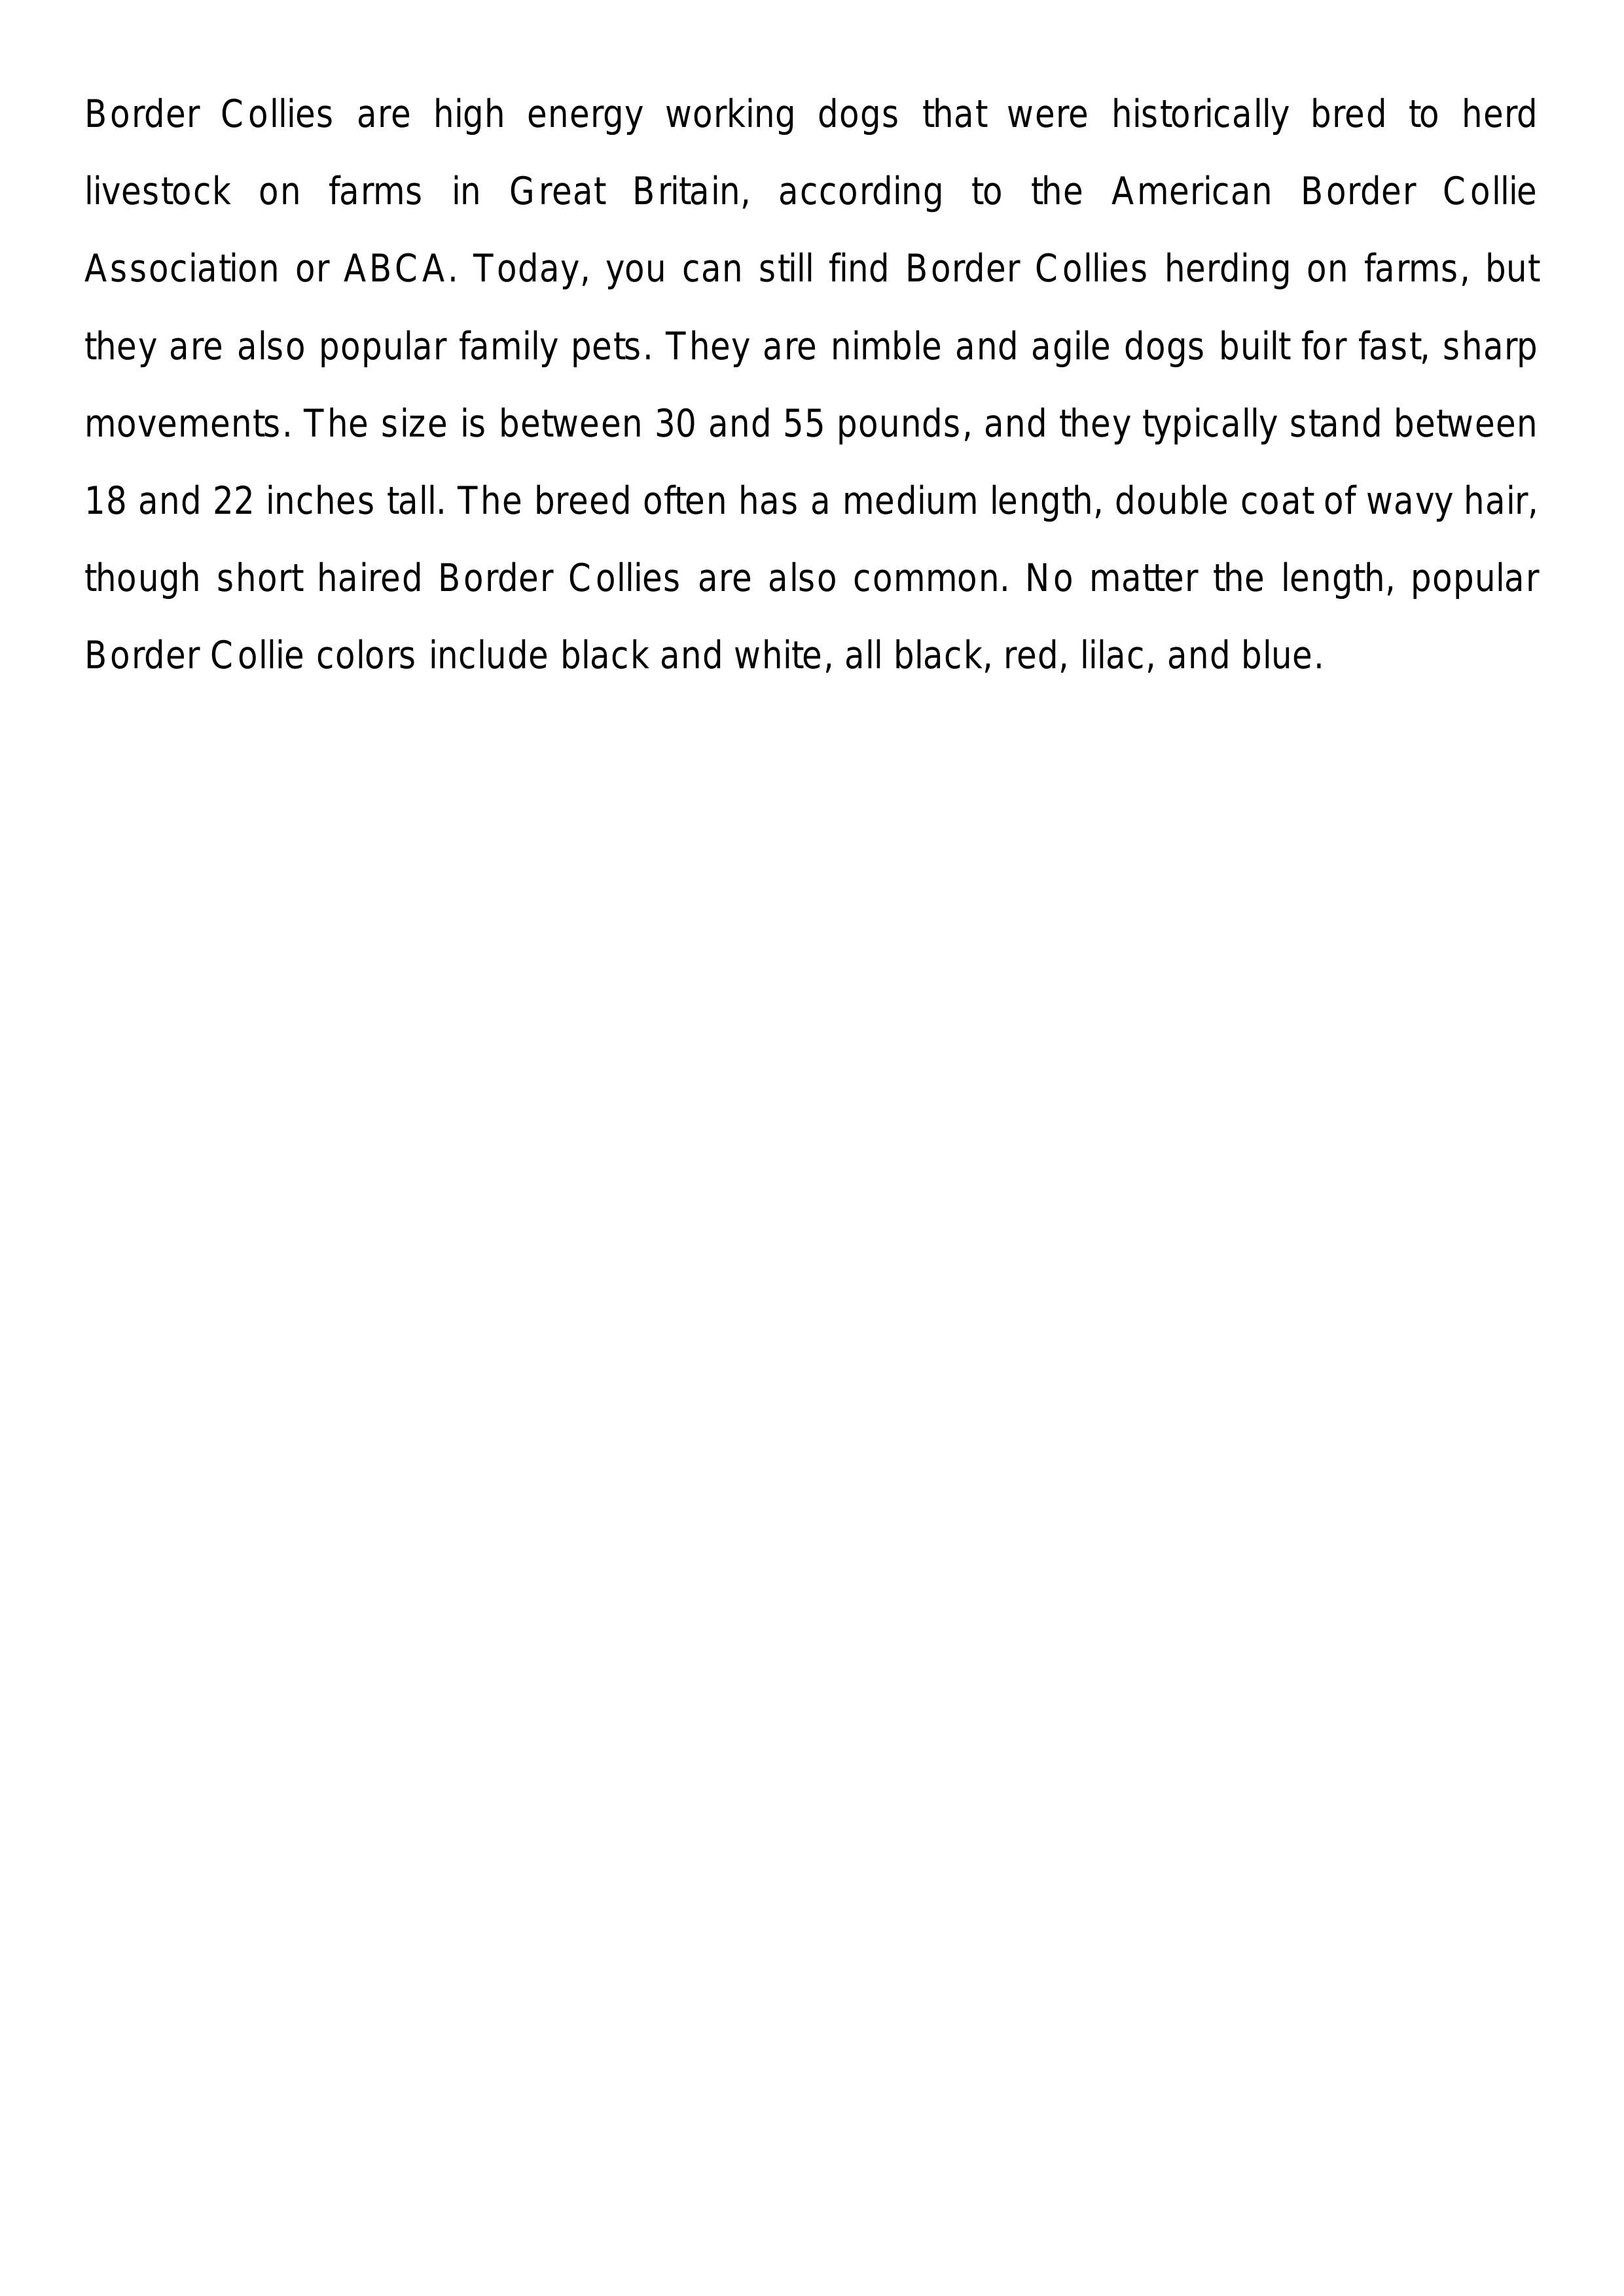 Border Collies are high energy working dogs that were historically bred to herd
livestock on farms in Great Britain, according to the American Border Collie
Association or ABCA. Today, you can still find Border Collies herding on farms, but
they are also popular family pets. They are nimble and agile dogs built for fast, sharp
movements. The size is between 30 and 55 pounds, and they typically stand between
18 and 22 inches tall. The breed often has a medium length, double coat of wavy hair,
though short haired Border Collies are also common. No matter the length, popular
Border Collie colors include black and white, all black, red, lilac, and blue.